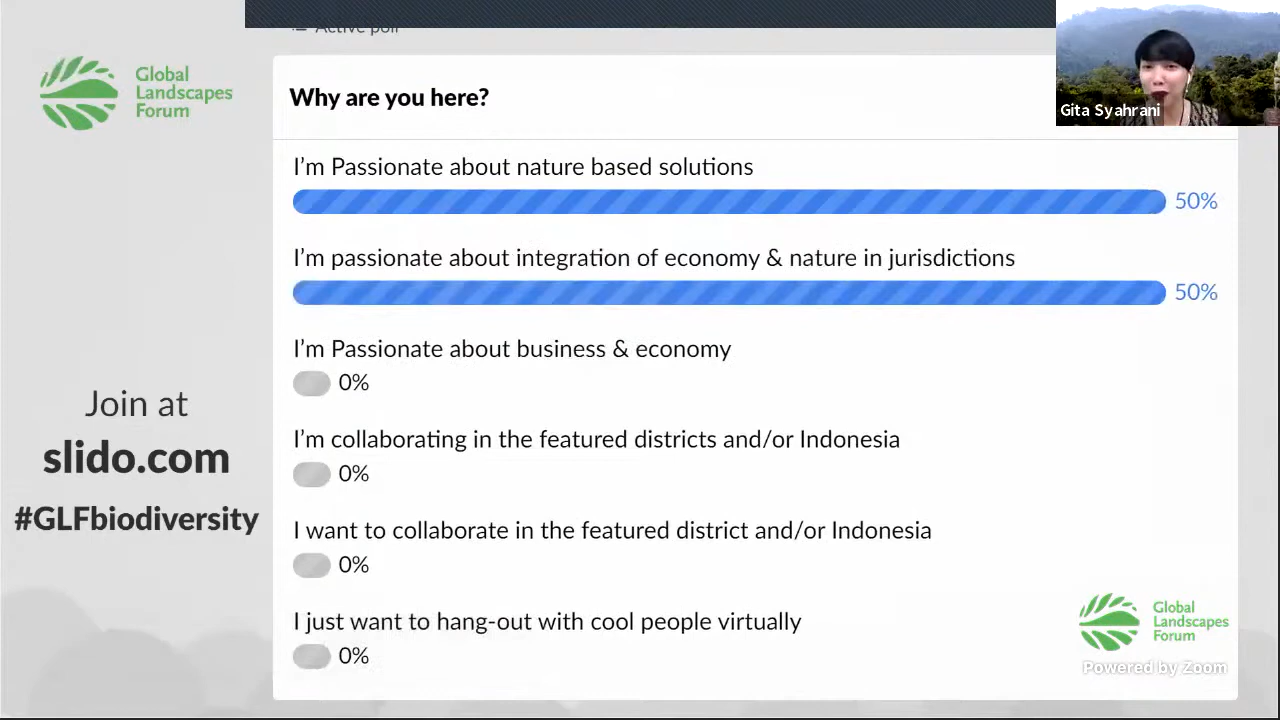 Active poll
Global
Landscapes
Forum
Why are you here?
Gita Syahrani
I'm Passionate about nature based solutions
50%
I'm passionate about integration of economy & nature in jurisdictions
50%
I'm Passionate about business & economy
0%
I'm collaborating in the featured districts and/or Indonesia
0%
I want to collaborate in the featured district and/or Indonesia
0%
I just want to hang-out with cool people virtually
0%
Join at
slido.com
#GLFbiodiversity
Global
Landscapes
Forum
Powered by Zoom